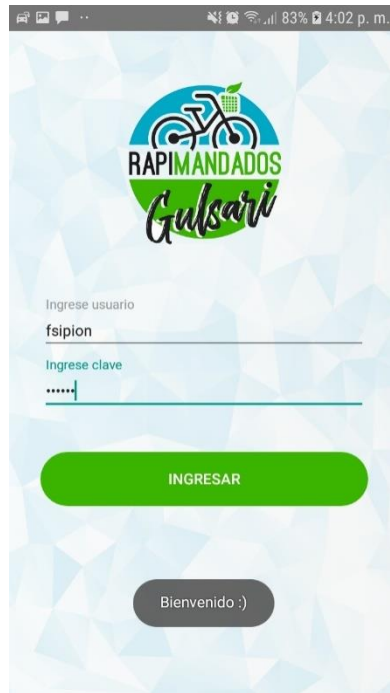 83% 4:02 p. m.
RAPIMANDADOS
Gulsari
Ingrese usuario
fsipion
Ingrese clave
••••••
INGRESAR
Bienvenido :)